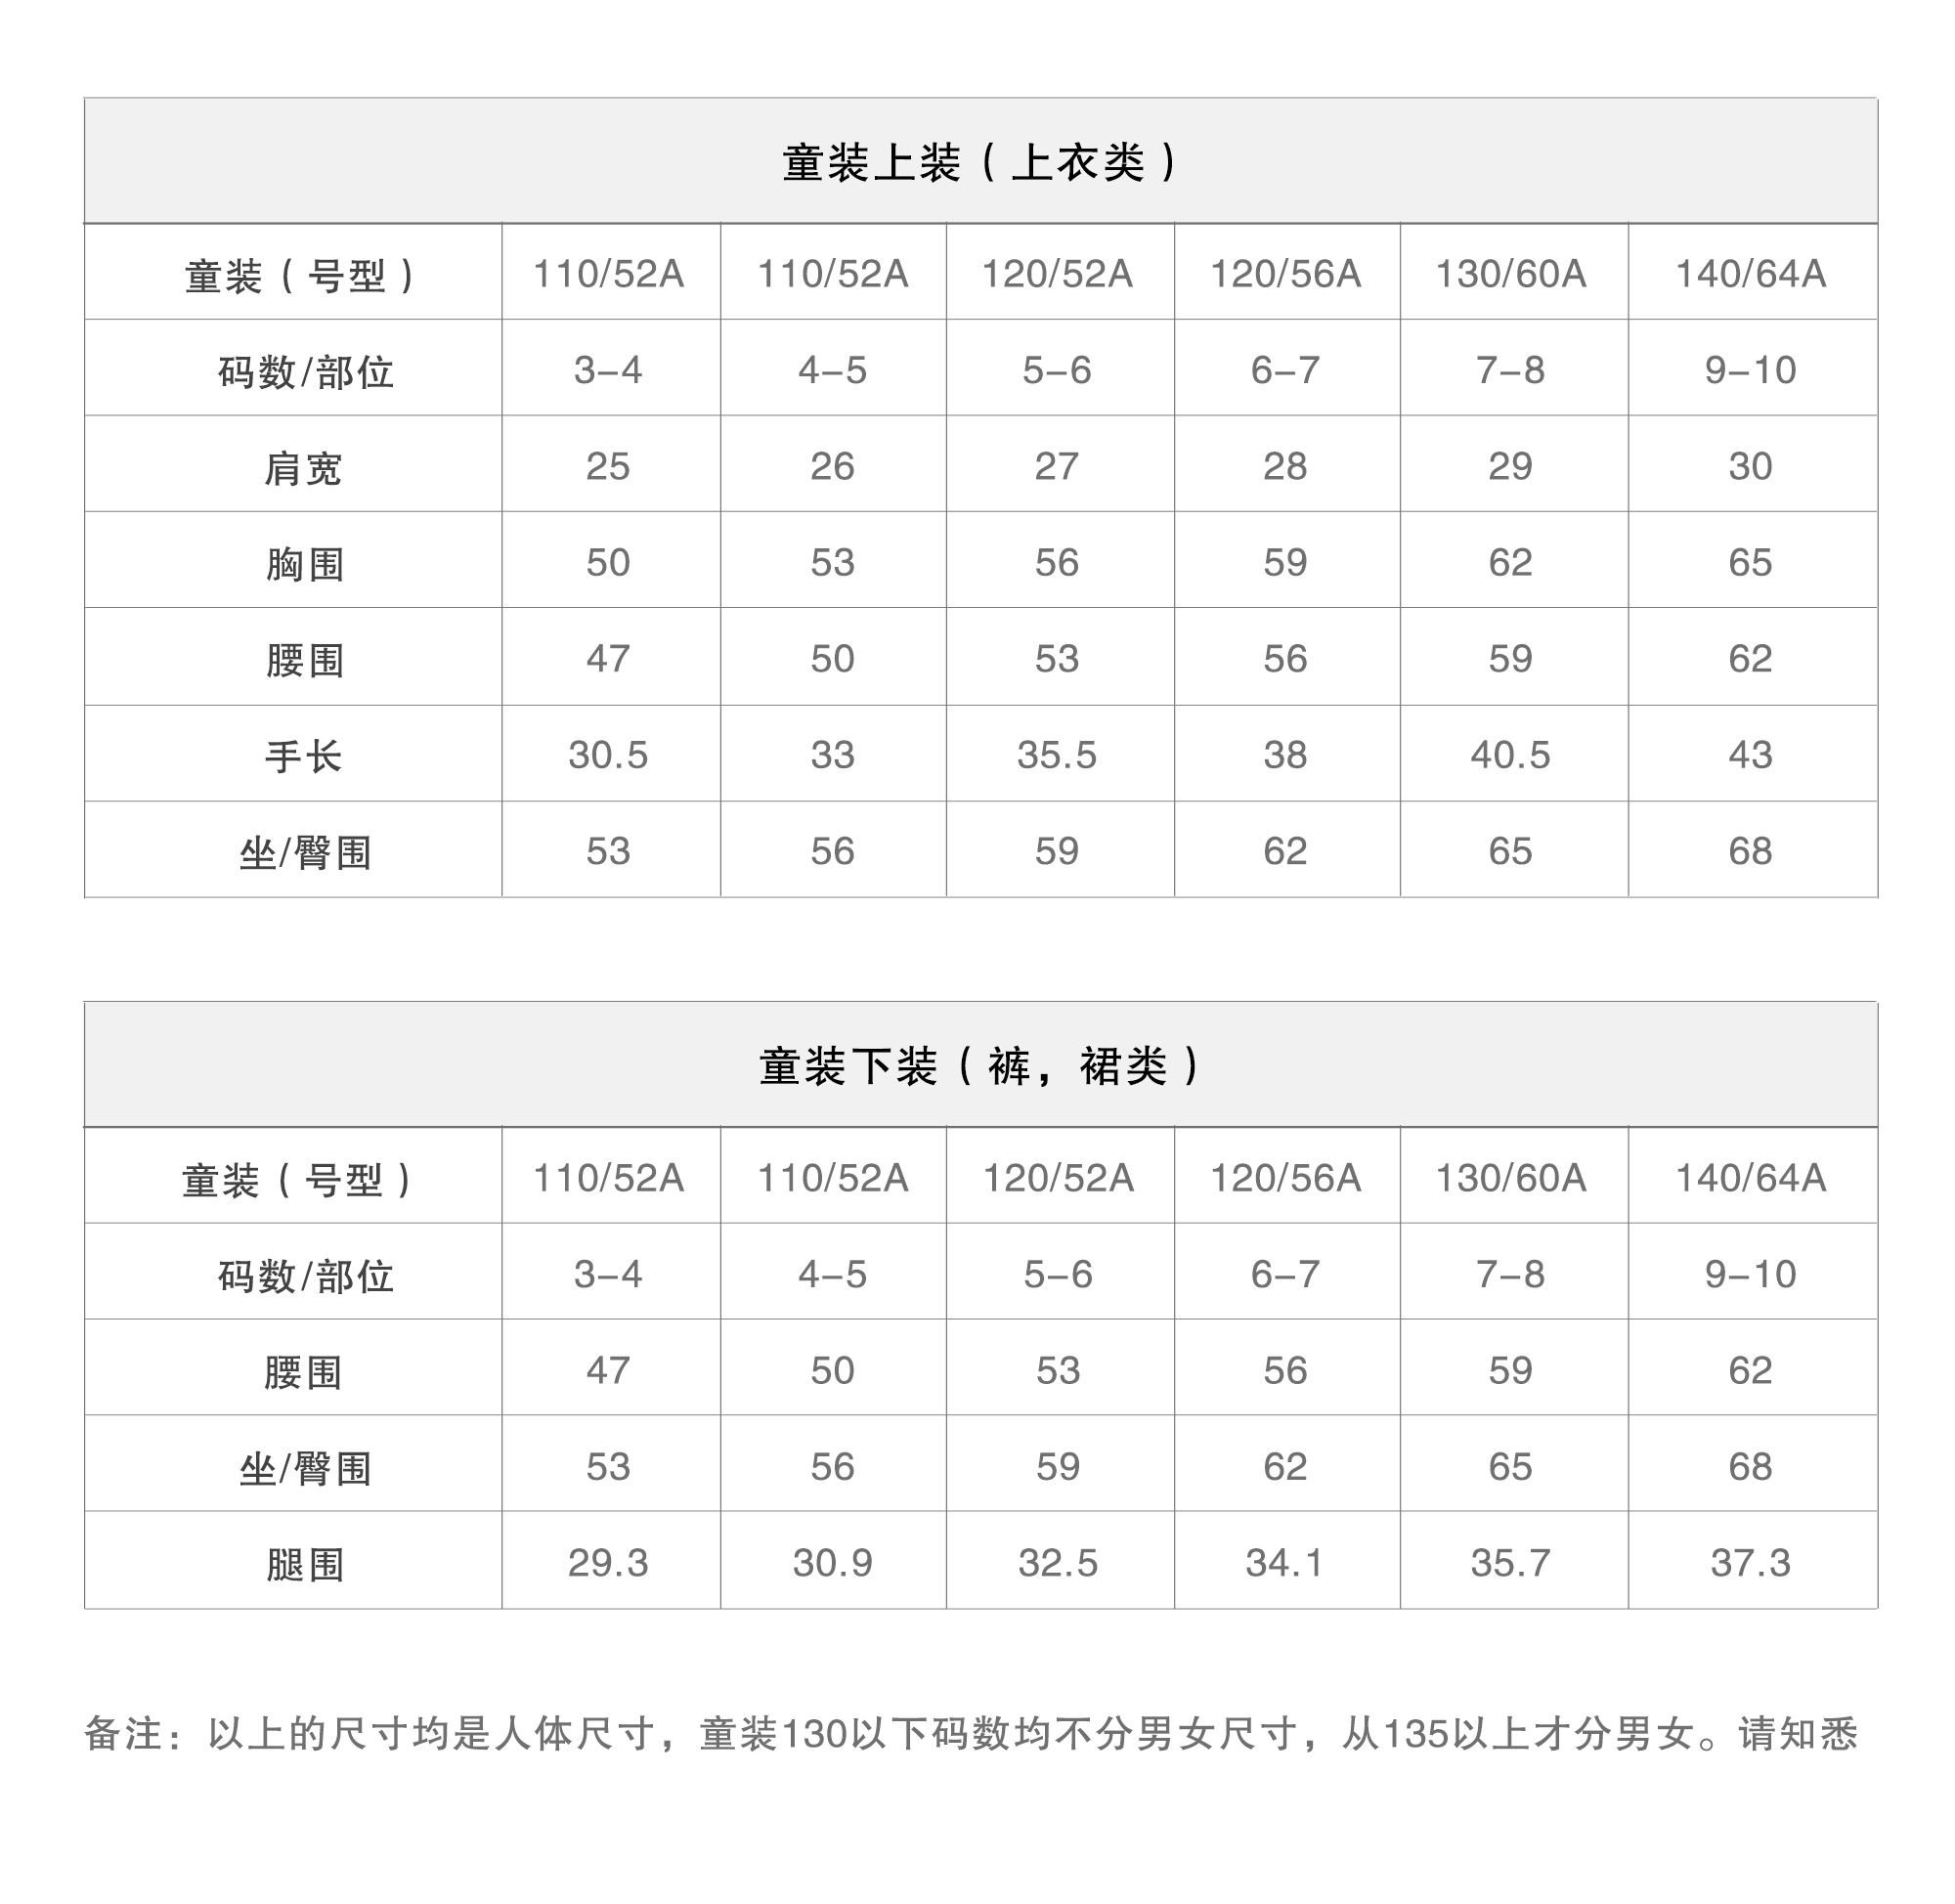 童装上装（上衣类）
童装（号型） 110/52A 110/52A 120/52A 120/56A 130/60A 140/64A
码数/部位 3–4 4–5 5–6 6–7 7–8 9–10
肩宽 25 26 27 28 29 30
胸围 50 53 56 59 62 65
腰围 47 50 53 56 59 62
手长 30.5 33 35.5 38 40.5 43
坐/臀围 53 56 59 62 65 68
童装下装（裤，裙类）
童装（号型） 110/52A 110/52A 120/52A 120/56A 130/60A 140/64A
码数/部位 3–4 4–5 5–6 6–7 7–8 9–10
腰围 47 50 53 56 59 62
坐/臀围 53 56 59 62 65 68
腿围 29.3 30.9 32.5 34.1 35.7 37.3
备注：以上的尺寸均是人体尺寸，童装130以下码数均不分男女尺寸，从135以上才分男女。请知悉